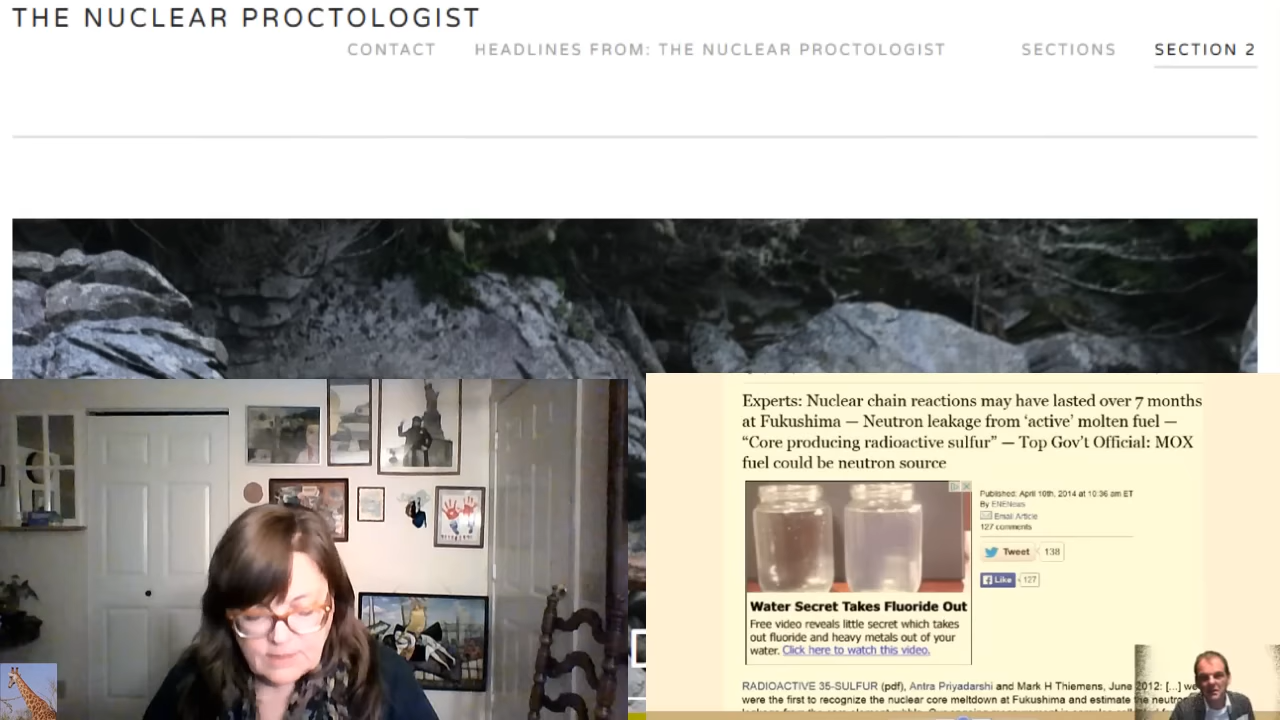 THE NUCLEAR PROCTOLOGIST
CONTACT
HEADLINES FROM: THE NUCLEAR PROCTOLOGIST
SECTIONS
SECTION 2
Experts: Nuclear chain reactions may have lasted over 7 months
at Fukushima — Neutron leakage from ‘active’ molten fuel —
“Core producing radioactive sulfur” — Top Gov’t Official: MOX
fuel could be neutron source
Published: April 10th, 2014 at 10:36 am ET
By ENENews
Email Article
127 comments
Tweet 138
Like 127
Water Secret Takes Fluoride Out
Free video reveals little secret which takes
out fluoride and heavy metals out of your
water. Click here to watch this video.
RADIOACTIVE 35-SULFUR (pdf), Antra Priyadarshi and Mark H Thiemens, June 2012: [...] we
were the first to recognize the nuclear core meltdown at Fukushima and estimate the